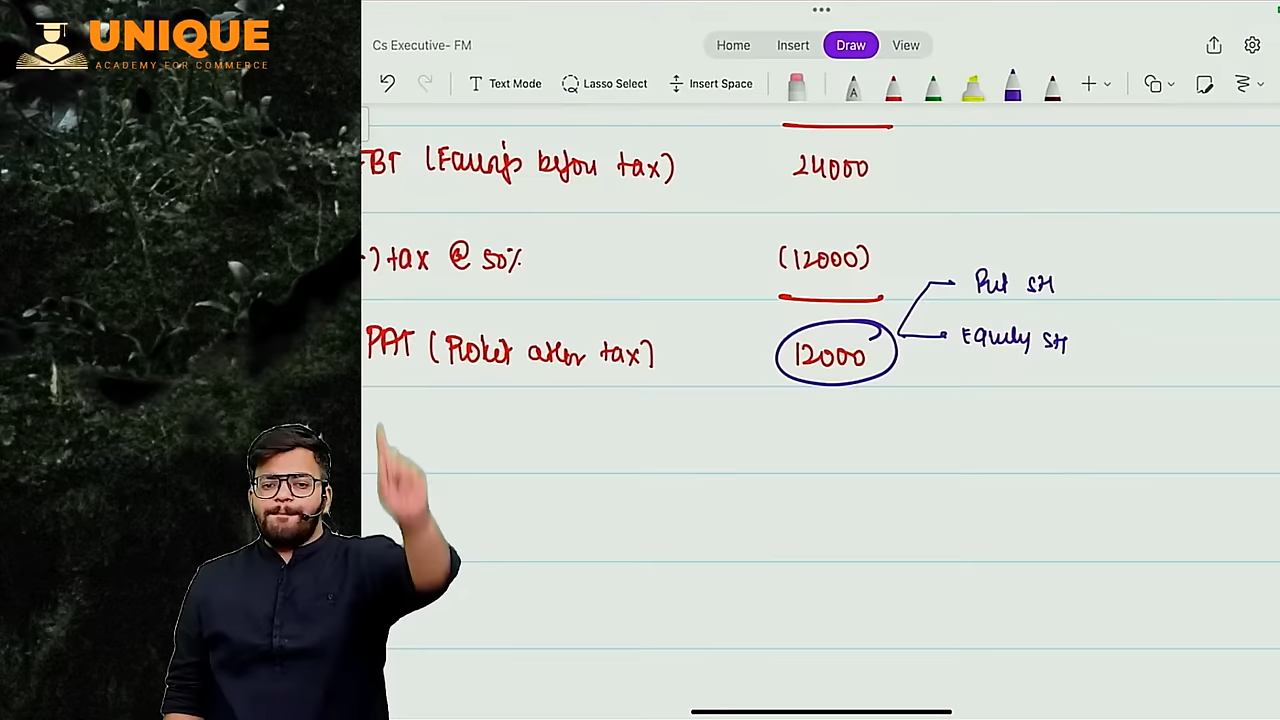 UNIQUE
ACADEMY FOR COMMERCE
Cs Executive- FM
Home Insert Draw View
Text Mode Lasso Select Insert Space
EBT (Earnings before tax) 24000
-) tax @ 50% (12000)
Pref SH
Equity SH
PAT (Profit after tax) 12000